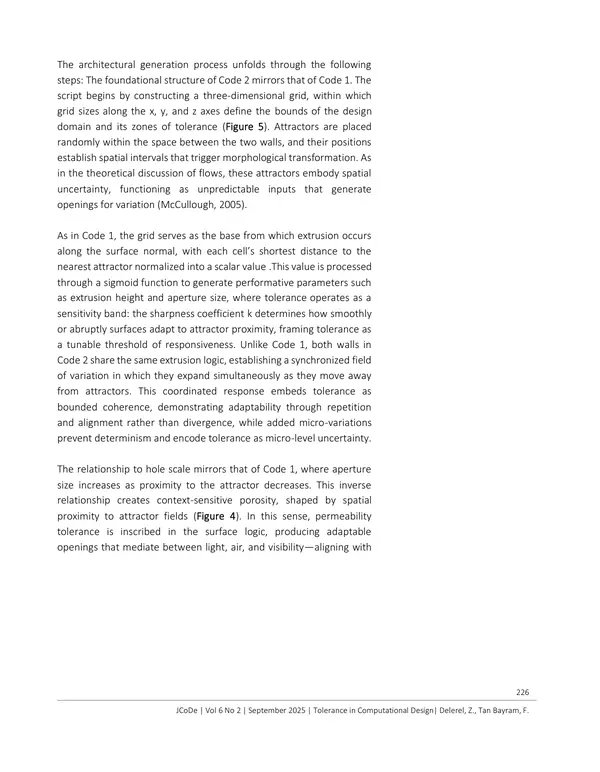 The architectural generation process unfolds through the following
steps: The foundational structure of Code 2 mirrors that of Code 1. The
script begins by constructing a three-dimensional grid, within which
grid sizes along the x, y, and z axes define the bounds of the design
domain and its zones of tolerance (Figure 5). Attractors are placed
randomly within the space between the two walls, and their positions
establish spatial intervals that trigger morphological transformation. As
in the theoretical discussion of flows, these attractors embody spatial
uncertainty, functioning as unpredictable inputs that generate
openings for variation (McCullough, 2005).
As in Code 1, the grid serves as the base from which extrusion occurs
along the surface normal, with each cell's shortest distance to the
nearest attractor normalized into a scalar value .This value is processed
through a sigmoid function to generate performative parameters such
as extrusion height and aperture size, where tolerance operates as a
sensitivity band: the sharpness coefficient k determines how smoothly
or abruptly surfaces adapt to attractor proximity, framing tolerance as
a tunable threshold of responsiveness. Unlike Code 1, both walls in
Code 2 share the same extrusion logic, establishing a synchronized field
of variation in which they expand simultaneously as they move away
from attractors. This coordinated response embeds tolerance as
bounded coherence, demonstrating adaptability through repetition
and alignment rather than divergence, while added micro-variations
prevent determinism and encode tolerance as micro-level uncertainty.
The relationship to hole scale mirrors that of Code 1, where aperture
size increases as proximity to the attractor decreases. This inverse
relationship creates context-sensitive porosity, shaped by spatial
proximity to attractor fields (Figure 4). In this sense, permeability
tolerance is inscribed in the surface logic, producing adaptable
openings that mediate between light, air, and visibility—aligning with
226
JCoDe | Vol 6 No 2 | September 2025 | Tolerance in Computational Design| Delerel, Z., Tan Bayram, F.